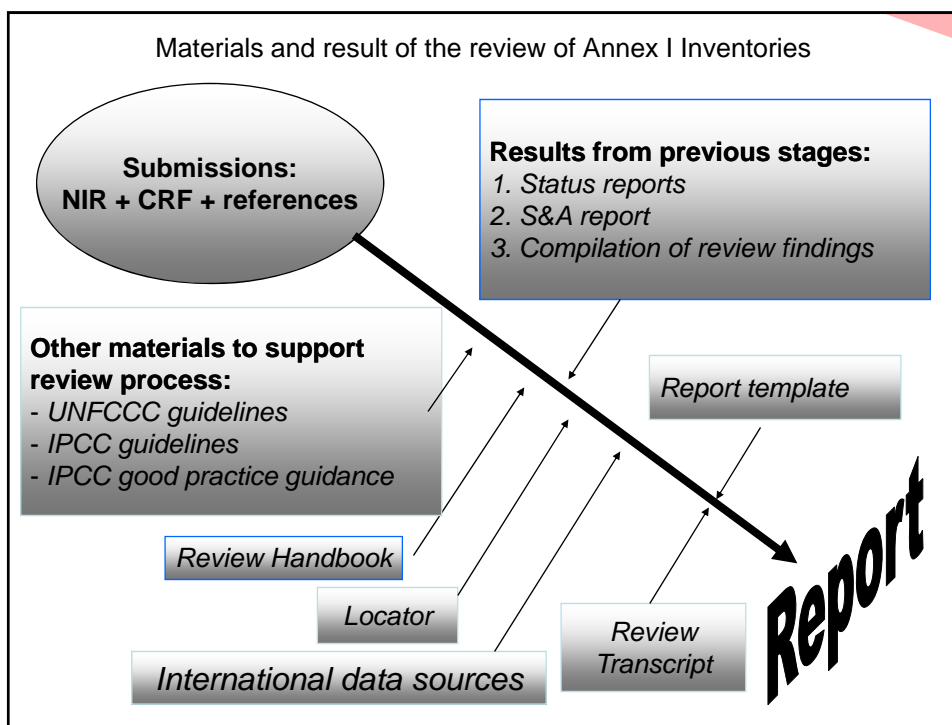 Materials and result of the review of Annex I Inventories
Submissions:
NIR + CRF + references
Results from previous stages:
1. Status reports
2. S&A report
3. Compilation of review findings
Other materials to support
review process:
- UNFCCC guidelines
- IPCC guidelines
- IPCC good practice guidance
Report template
Review Handbook
Locator
International data sources
Review
Transcript
Report